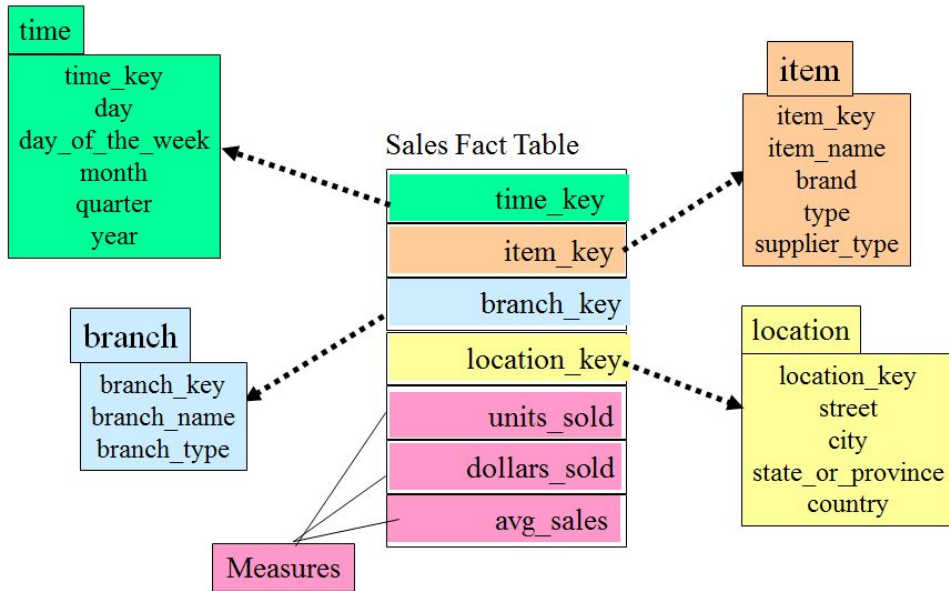 time
time_key
day
day_of_the_week
month
quarter
year
item
item_key
item_name
brand
type
supplier_type
Sales Fact Table
time_key
item_key
branch_key
location_key
units_sold
dollars_sold
avg_sales
branch
branch_key
branch_name
branch_type
location
location_key
street
city
state_or_province
country
Measures